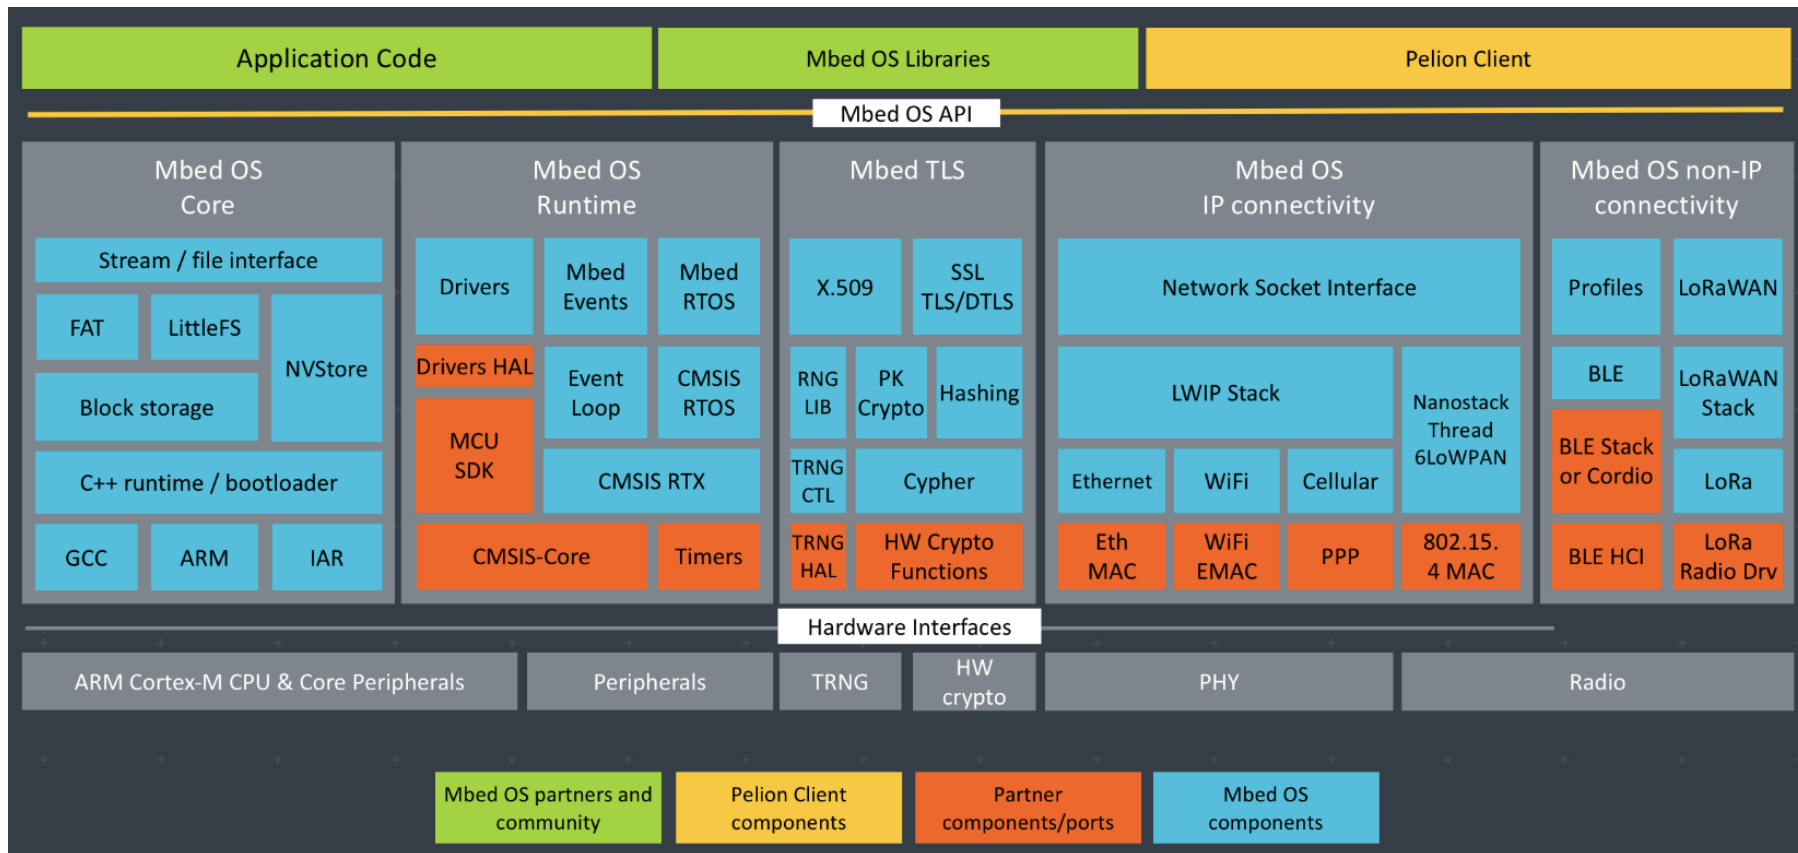 Application Code
Mbed OS Libraries
Pelion Client
Mbed OS API
Mbed OS
Core
Stream / file interface
FAT
LittleFS
NVStore
Block storage
C++ runtime / bootloader
GCC
ARM
IAR
Mbed OS
Runtime
Drivers
Mbed
Events
Mbed
RTOS
Drivers HAL
Event
Loop
CMSIS
RTOS
MCU
SDK
CMSIS RTX
CMSIS-Core
Timers
Mbed TLS
X.509
SSL
TLS/DTLS
RNG
LIB
PK
Crypto
Hashing
TRNG
CTL
Cypher
TRNG
HAL
HW Crypto
Functions
Mbed OS
IP connectivity
Network Socket Interface
LWIP Stack
Nanostack
Thread
6LoWPAN
Ethernet
WiFi
Cellular
Eth
MAC
WiFi
EMAC
PPP
802.15.
4 MAC
Mbed OS non-IP
connectivity
Profiles
LoRaWAN
BLE
LoRaWAN
Stack
BLE Stack
or Cordio
LoRa
BLE HCI
LoRa
Radio Drv
Hardware Interfaces
ARM Cortex-M CPU & Core Peripherals
Peripherals
TRNG
HW
crypto
PHY
Radio
Mbed OS partners and
community
Pelion Client
components
Partner
components/ports
Mbed OS
components